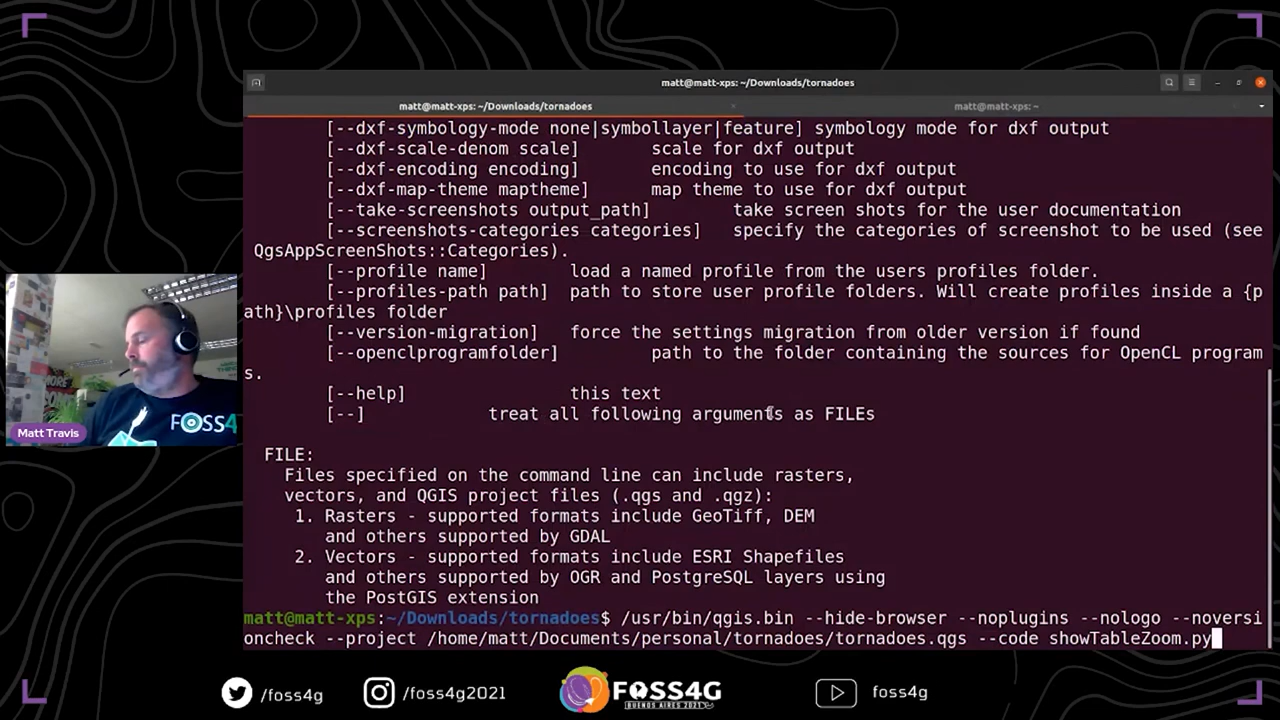 matt@matt-xps: ~/Downloads/tornadoes
matt@matt-xps: ~/Downloads/tornadoes
matt@matt-xps: ~
[--dxf-symbology-mode none|symbollayer|feature] symbology mode for dxf output
[--dxf-scale-denom scale] scale for dxf output
[--dxf-encoding encoding] encoding to use for dxf output
[--dxf-map-theme maptheme] map theme to use for dxf output
[--take-screenshots output_path] take screen shots for the user documentation
[--screenshots-categories categories] specify the categories of screenshot to be used (see
QgsAppScreenShots::Categories).
[--profile name] load a named profile from the users profiles folder.
[--profiles-path path] path to store user profile folders. Will create profiles inside a {p
ath}\profiles folder
[--version-migration] force the settings migration from older version if found
[--openclprogramfolder] path to the folder containing the sources for OpenCL program
s.
[--help] this text
[--] treat all following arguments as FILEs
FILE:
Files specified on the command line can include rasters,
vectors, and QGIS project files (.qgs and .qgz):
1. Rasters - supported formats include GeoTiff, DEM
and others supported by GDAL
2. Vectors - supported formats include ESRI Shapefiles
and others supported by OGR and PostgreSQL layers using
the PostGIS extension
matt@matt-xps:~/Downloads/tornadoes$ /usr/bin/qgis.bin --hide-browser --noplugins --nologo --noversi
oncheck --project /home/matt/Documents/personal/tornadoes/tornadoes.qgs --code showTableZoom.py
FOSS4
Matt Travis
/foss4g
/foss4g2021
FOSS4G
BUENOS AIRES 2021
foss4g